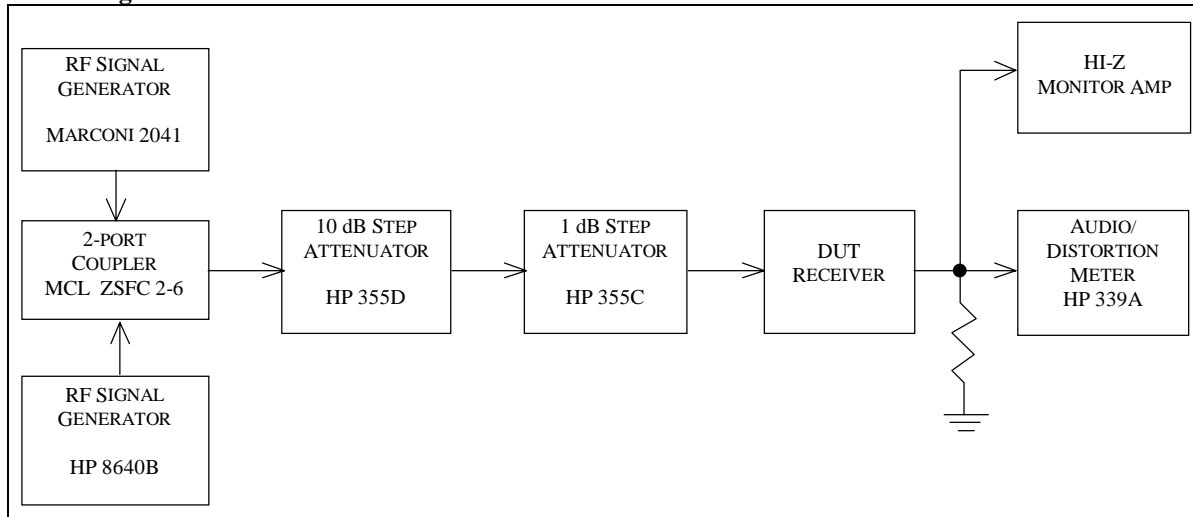 RF SIGNAL
GENERATOR
MARCONI 2041
2-PORT
COUPLER
MCL ZSFC 2-6
RF SIGNAL
GENERATOR
HP 8640B
10 dB STEP
ATTENUATOR
HP 355D
1 dB STEP
ATTENUATOR
HP 355C
DUT
RECEIVER
HI-Z
MONITOR AMP
AUDIO/
DISTORTION
METER
HP 339A